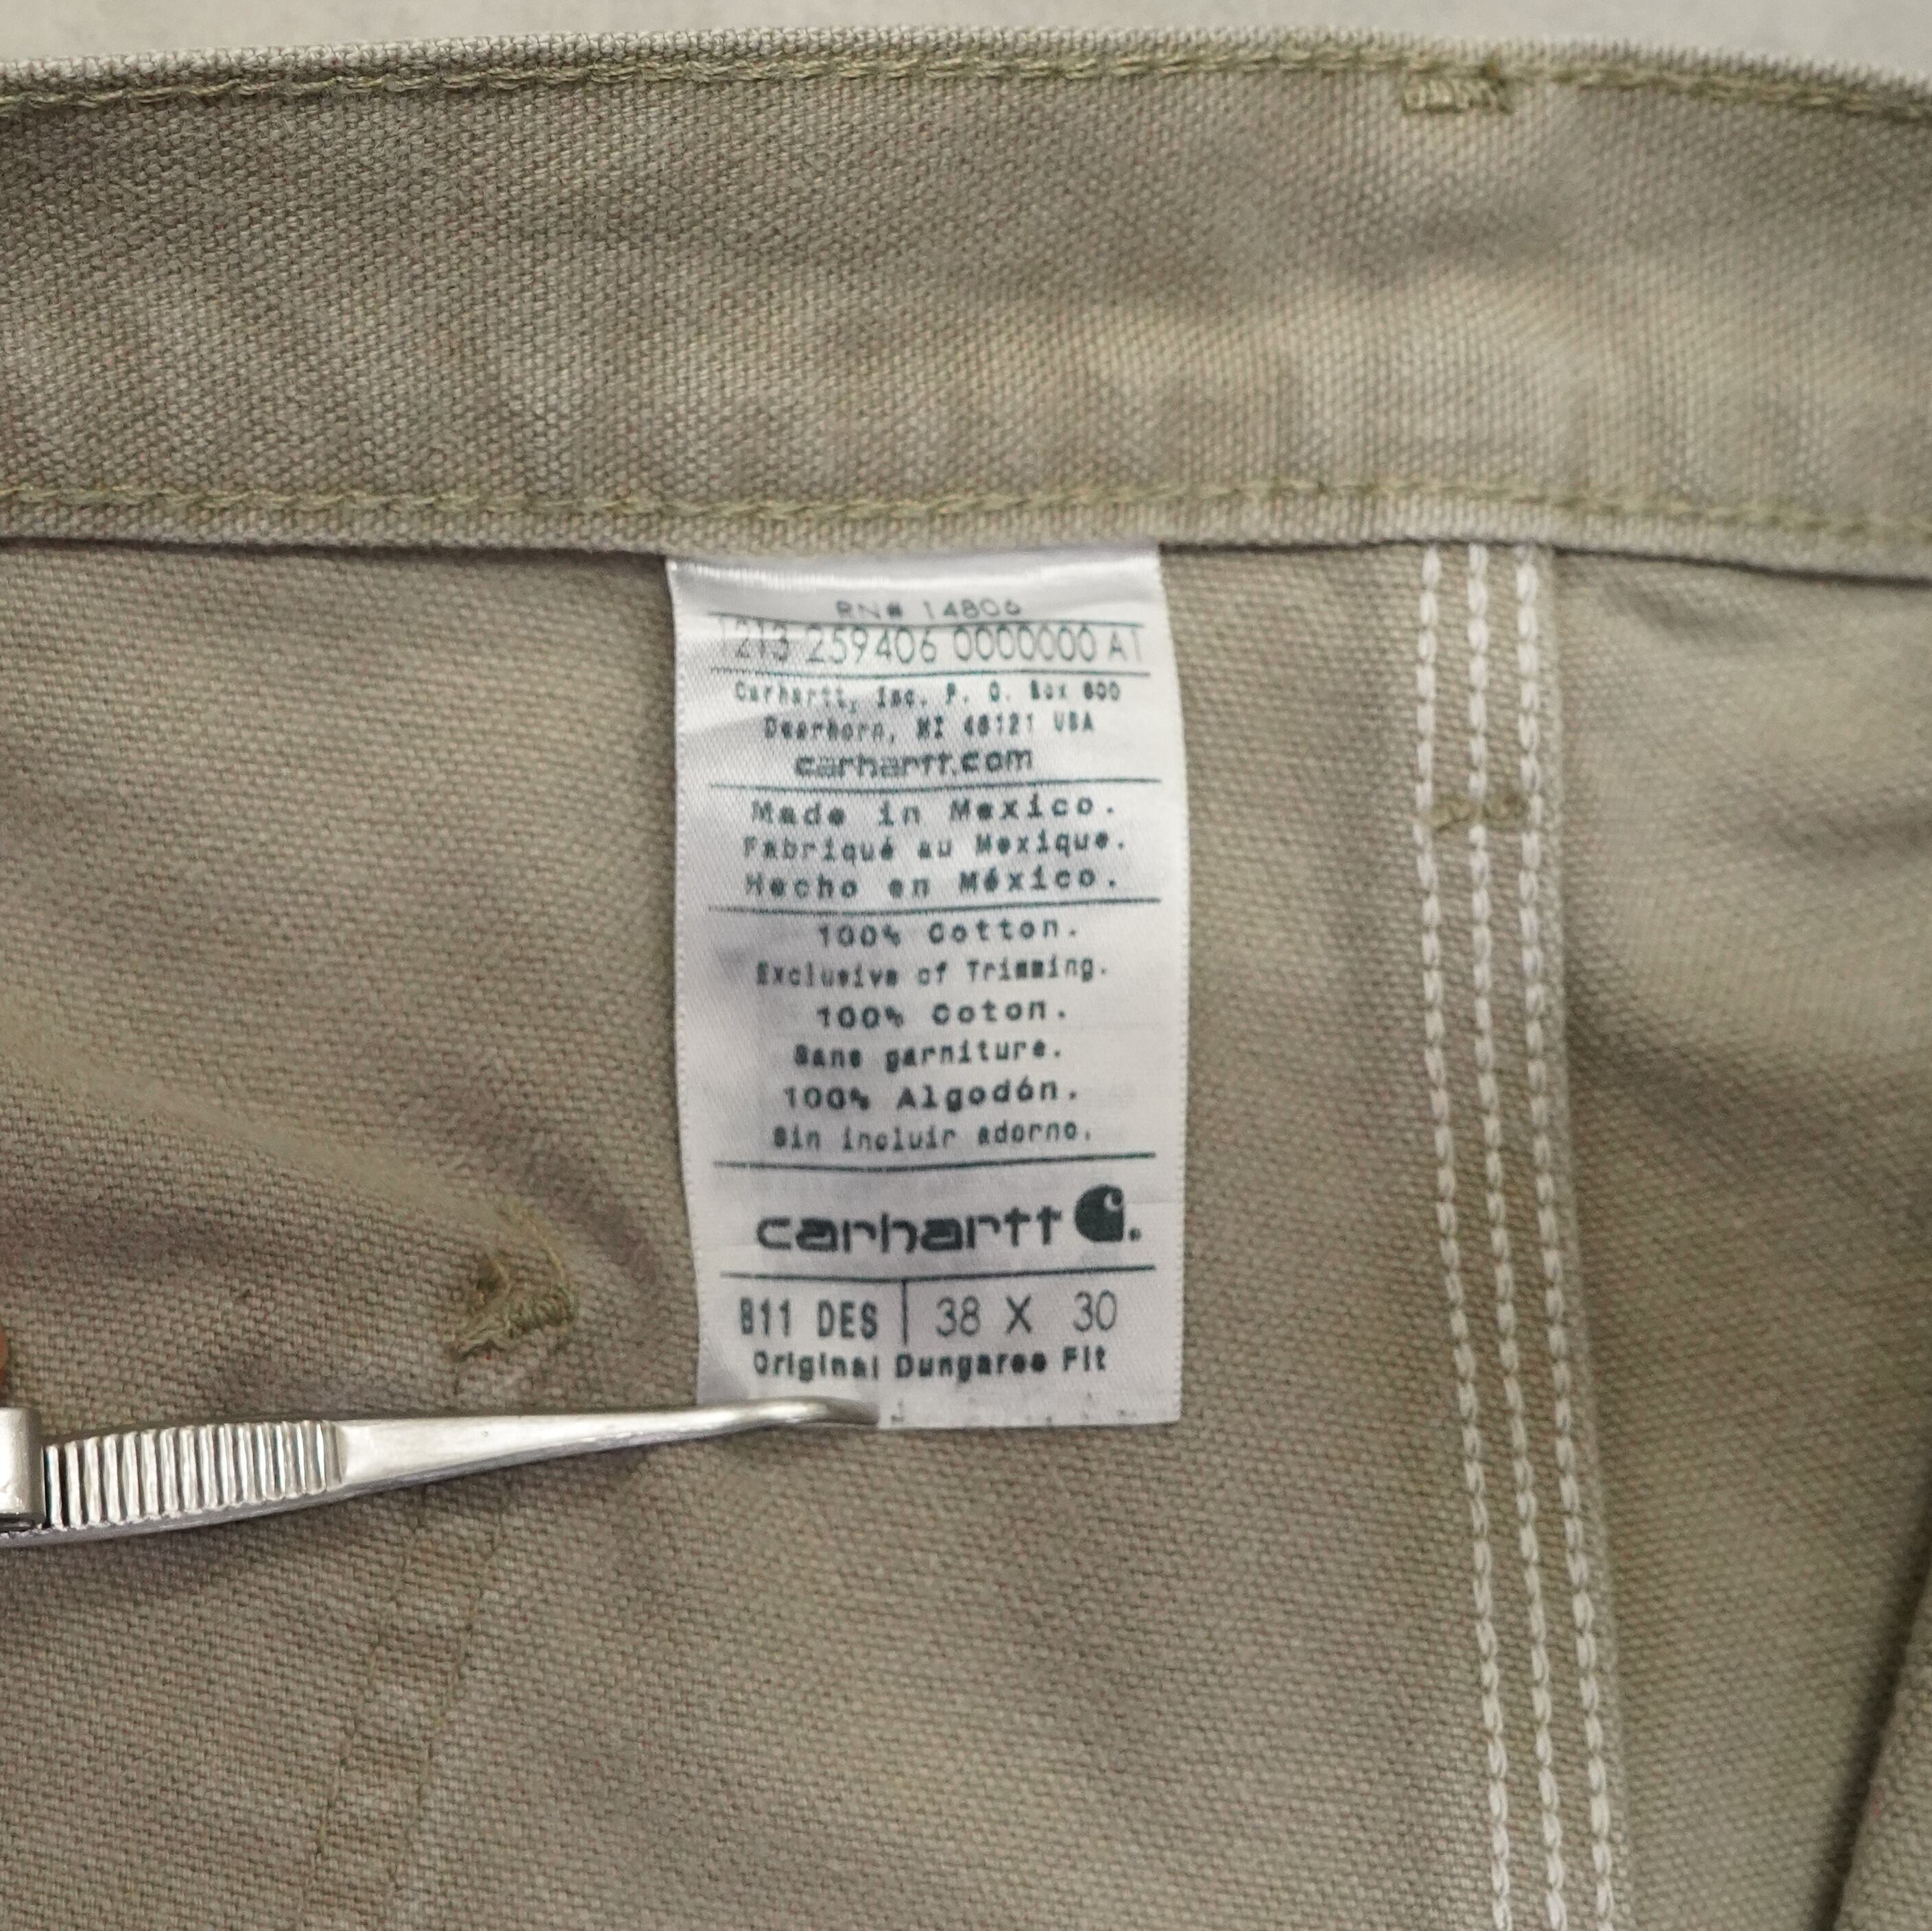 RN# 14806
1213 259406 0000000 A1
Carhartt, Inc. P. O. Box 600
Dearborn, MI 48121 USA
carhartt.com
Made in Mexico.
Fabriqué au Mexique.
Hecho en México.
100% Cotton.
Exclusive of Trimming.
100% Coton.
Sans garniture.
100% Algodón.
Sin incluir adorno.
carhartt
B11 DES 38 X 30
Original Dungaree Fit